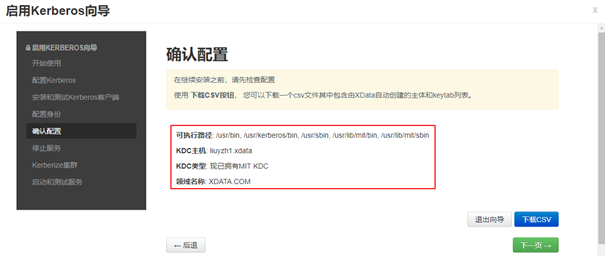 启用Kerberos向导
x
启用KERBEROS向导
开始使用
配置Kerberos
安装和测试Kerberos客户端
配置身份
确认配置
停止服务
Kerberize集群
启动和测试服务
确认配置
在继续安装之前，请先检查配置
使用 下载CSV按钮， 您可以下载一个csv文件其中包含由XData自动创建的主体和keytab列表。
可执行路径: /usr/bin, /usr/kerberos/bin, /usr/sbin, /usr/lib/mit/bin, /usr/lib/mit/sbin
KDC主机: liuyzh1.xdata
KDC类型: 现已拥有MIT KDC
领域名称: XDATA.COM
退出向导 下载CSV
← 后退 下一页 →